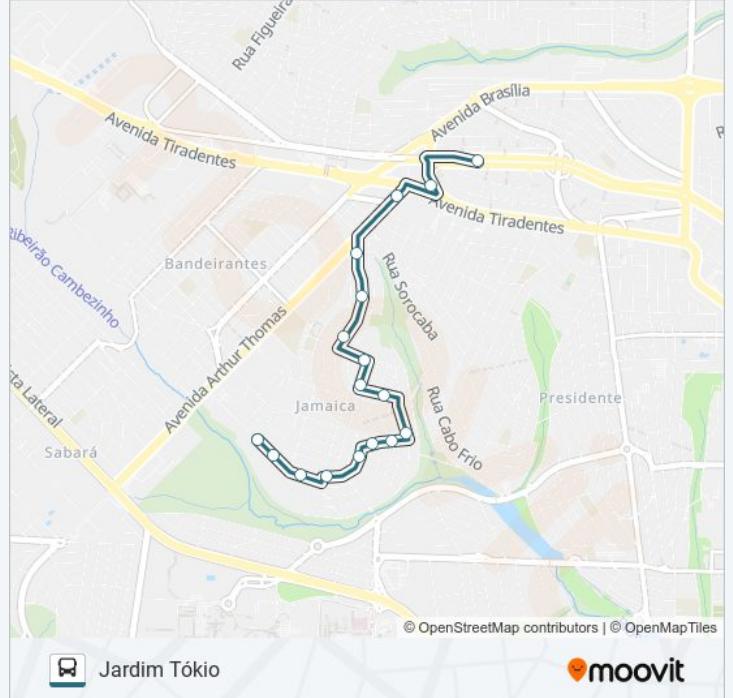 Rua Figueira
Avenida Brasília
Avenida Tiradentes
Avenida Tiradentes
Bandeirantes
Rua Sorocaba
Ribeirão Cambezinho
Avenida Arthur Thomas
Lateral
Jamaica
Rua Cabo Frio
Presidente
Sabará
© OpenStreetMap contributors | © OpenMapTiles
Jardim Tókio
moovit